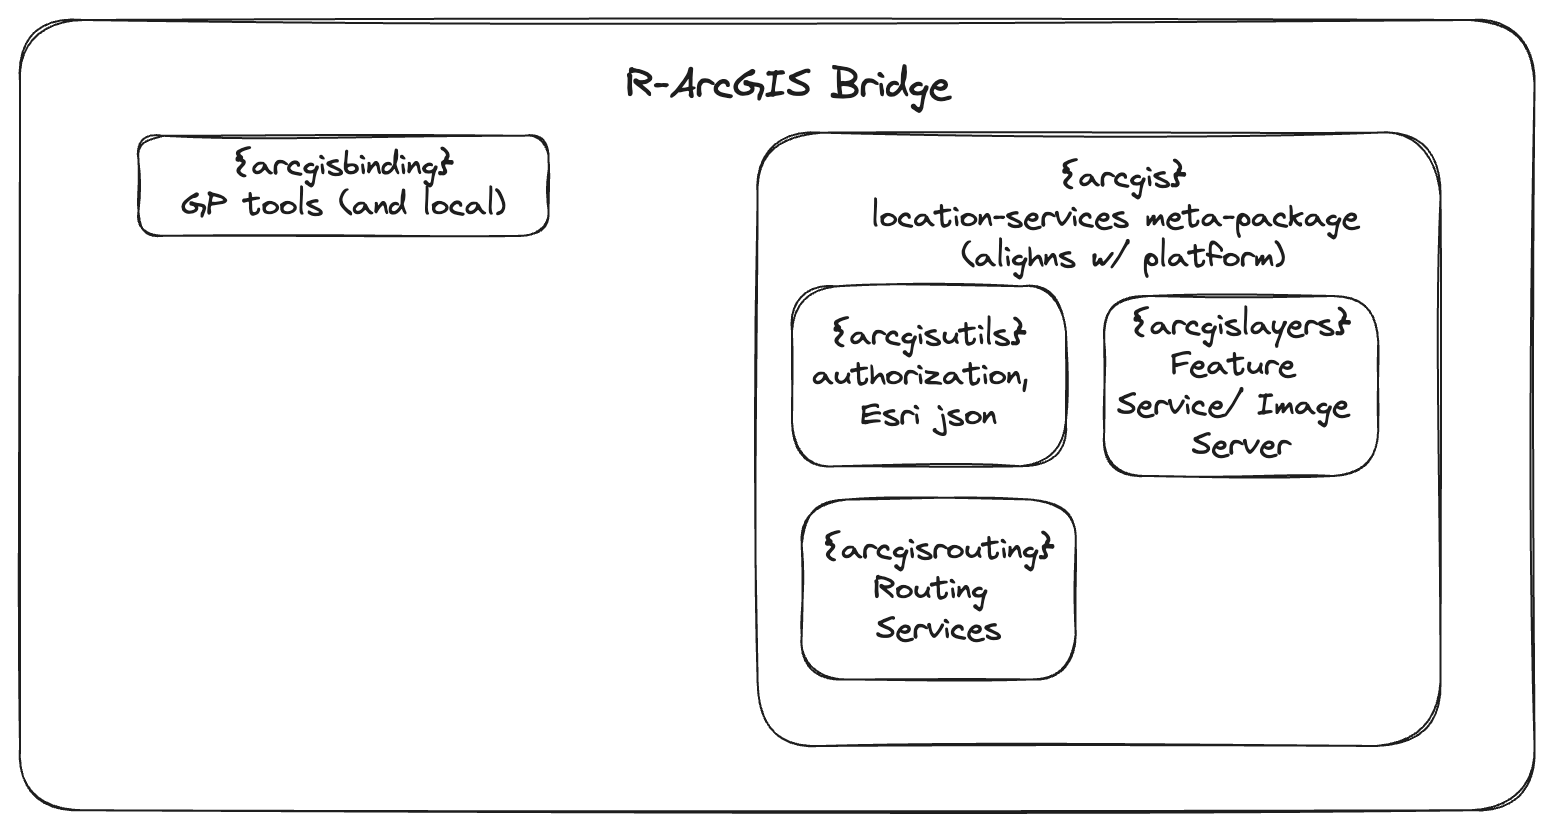 R-ArcGIS Bridge
{arcgisbinding}
GP tools (and local)
{arcgis}
location-services meta-package
(alighns w/ platform)
{arcgisutils}
authorization,
Esri json
{arcgislayers}
Feature
Service/ Image
Server
{arcgisrouting}
Routing
Services